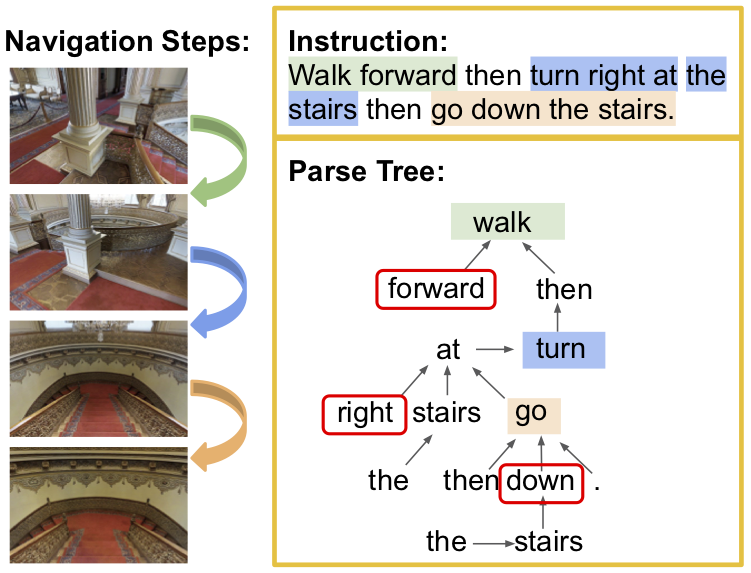 Navigation Steps:
Instruction:
Walk forward then turn right at the
stairs then go down the stairs.
Parse Tree:
walk
forward then
at turn
right stairs go
the then down .
the stairs